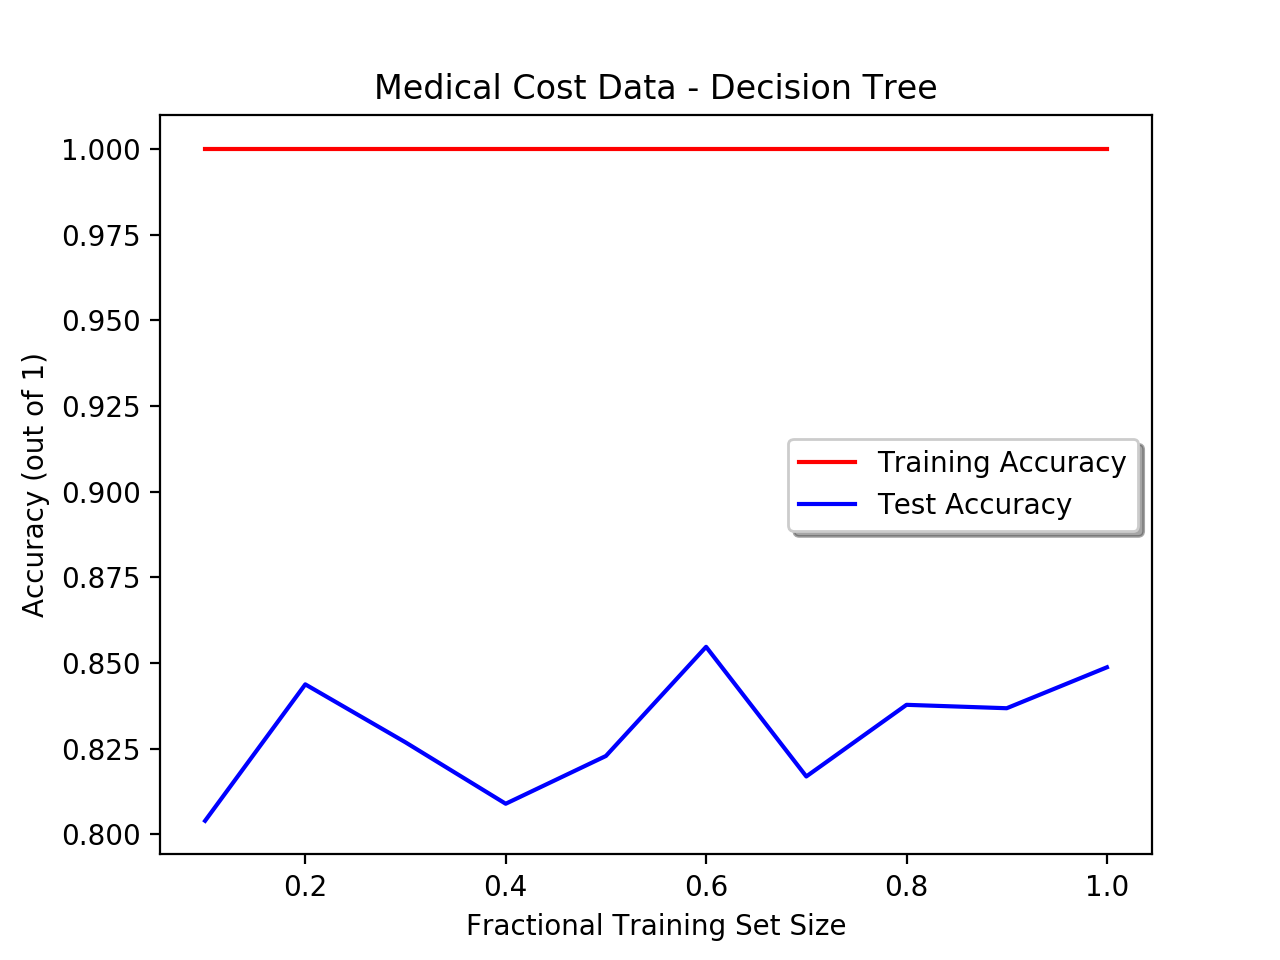 Medical Cost Data - Decision Tree
1.000
0.975
0.950
0.925
0.900
0.875
0.850
0.825
0.800
Accuracy (out of 1)
Training Accuracy
Test Accuracy
0.2 0.4 0.6 0.8 1.0
Fractional Training Set Size